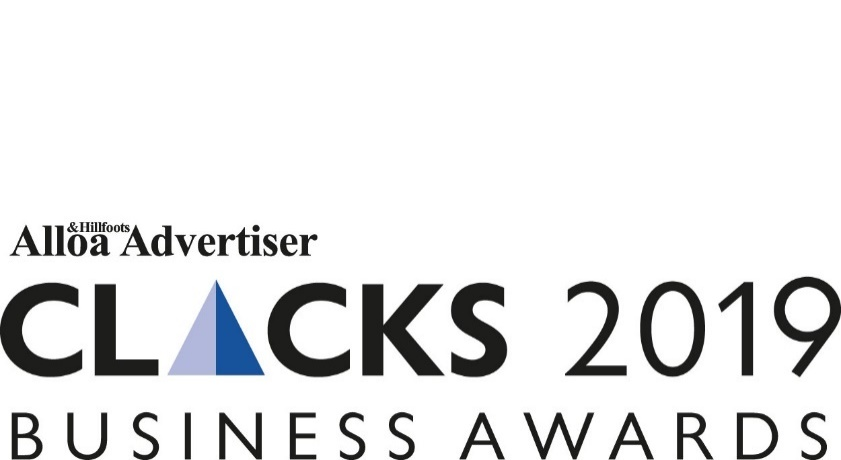 Alloa &Hillfoots Advertiser
CLACKS 2019
BUSINESS AWARDS